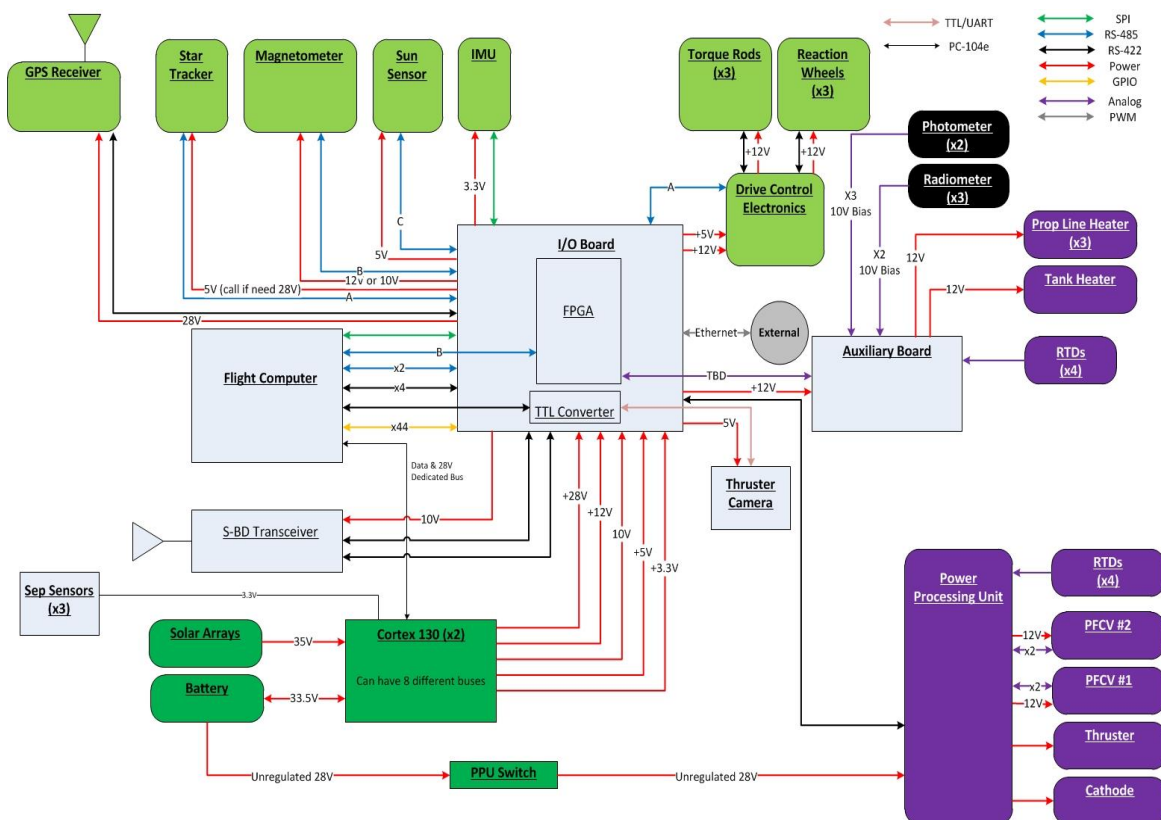 TTL/UART
PC-104e
SPI
RS-485
RS-422
Power
GPIO
Analog
PWM
GPS Receiver
Star
Tracker
Magnetometer
Sun
Sensor
IMU
Torque Rods
(x3)
Reaction
Wheels
(x3)
Photometer
(x2)
Radiometer
(x3)
+12V
+12V
3.3V
A
Drive Control
Electronics
X3
10V Bias
X2
10V Bias
Prop Line Heater
(x3)
Tank Heater
12V
12V
C
5V
B
12v or 10V
5V (call if need 28V)
A
28V
I/O Board
FPGA
+5V
+12V
Ethernet
External
Auxiliary Board
RTDs
(x4)
Flight Computer
B
x2
x4
x44
TTL Converter
TBD
+12V
5V
Thruster
Camera
Data & 28V
Dedicated Bus
S-BD Transceiver
10V
+28V
+12V
10V
+5V
+3.3V
Sep Sensors
(x3)
3.3V
Solar Arrays
35V
Battery
33.5V
Cortex 130 (x2)
Can have 8 different buses
Unregulated 28V
PPU Switch
Unregulated 28V
Power
Processing Unit
RTDs
(x4)
PFCV #2
12V
x2
PFCV #1
x2
12V
Thruster
Cathode